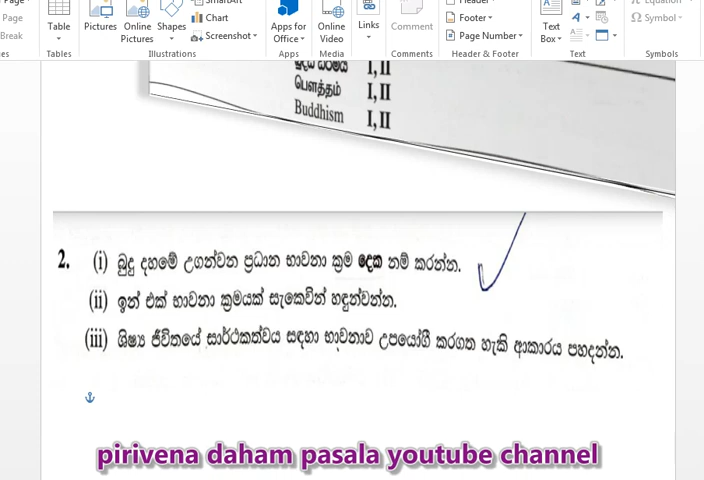 Page
Break
Table
Tables
Pictures
Online
Pictures
Shapes
SmartArt
Chart
Screenshot
Illustrations
Apps for
Office
Apps
Online
Video
Media
Links
Comment
Comments
Header
Footer
Page Number
Header & Footer
Text
Box
Text
Equation
Symbol
Symbols
බුද්ධ ධර්මය I, II
பௌத்தம் I, II
Buddhism I, II
2. (i) බුදු දහමේ උගන්වන ප්‍රධාන භාවනා ක්‍රම දෙක නම් කරන්න.
(ii) ඉන් එක් භාවනා ක්‍රමයක් සැකෙවින් හඳුන්වන්න.
(iii) ශිෂ්‍ය ජීවිතයේ සාර්ථකත්වය සඳහා භාවනාව උපයෝගී කරගත හැකි ආකාරය පහදන්න.
pirivena daham pasala youtube channel